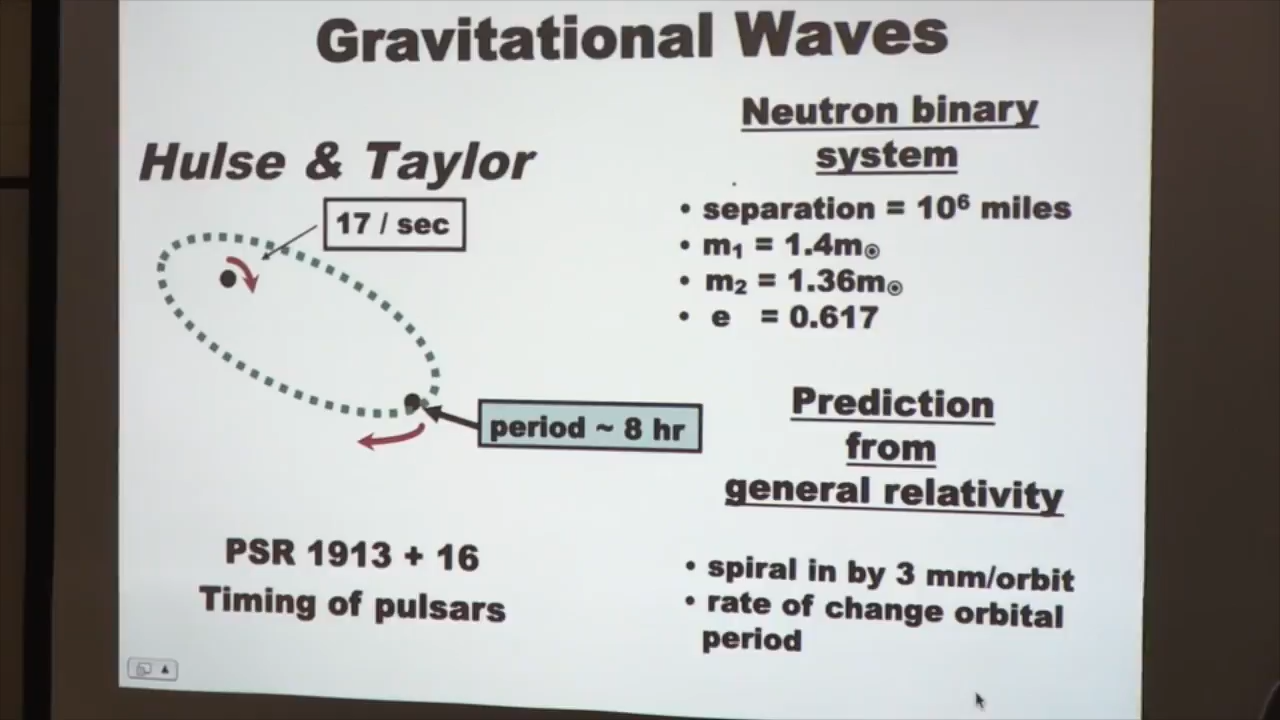 Gravitational Waves
Hulse & Taylor
17 / sec
period ~ 8 hr
PSR 1913 + 16
Timing of pulsars
Neutron binary
system
• separation = 10⁶ miles
• m₁ = 1.4m☉
• m₂ = 1.36m☉
• e = 0.617
Prediction
from
general relativity
• spiral in by 3 mm/orbit
• rate of change orbital
period